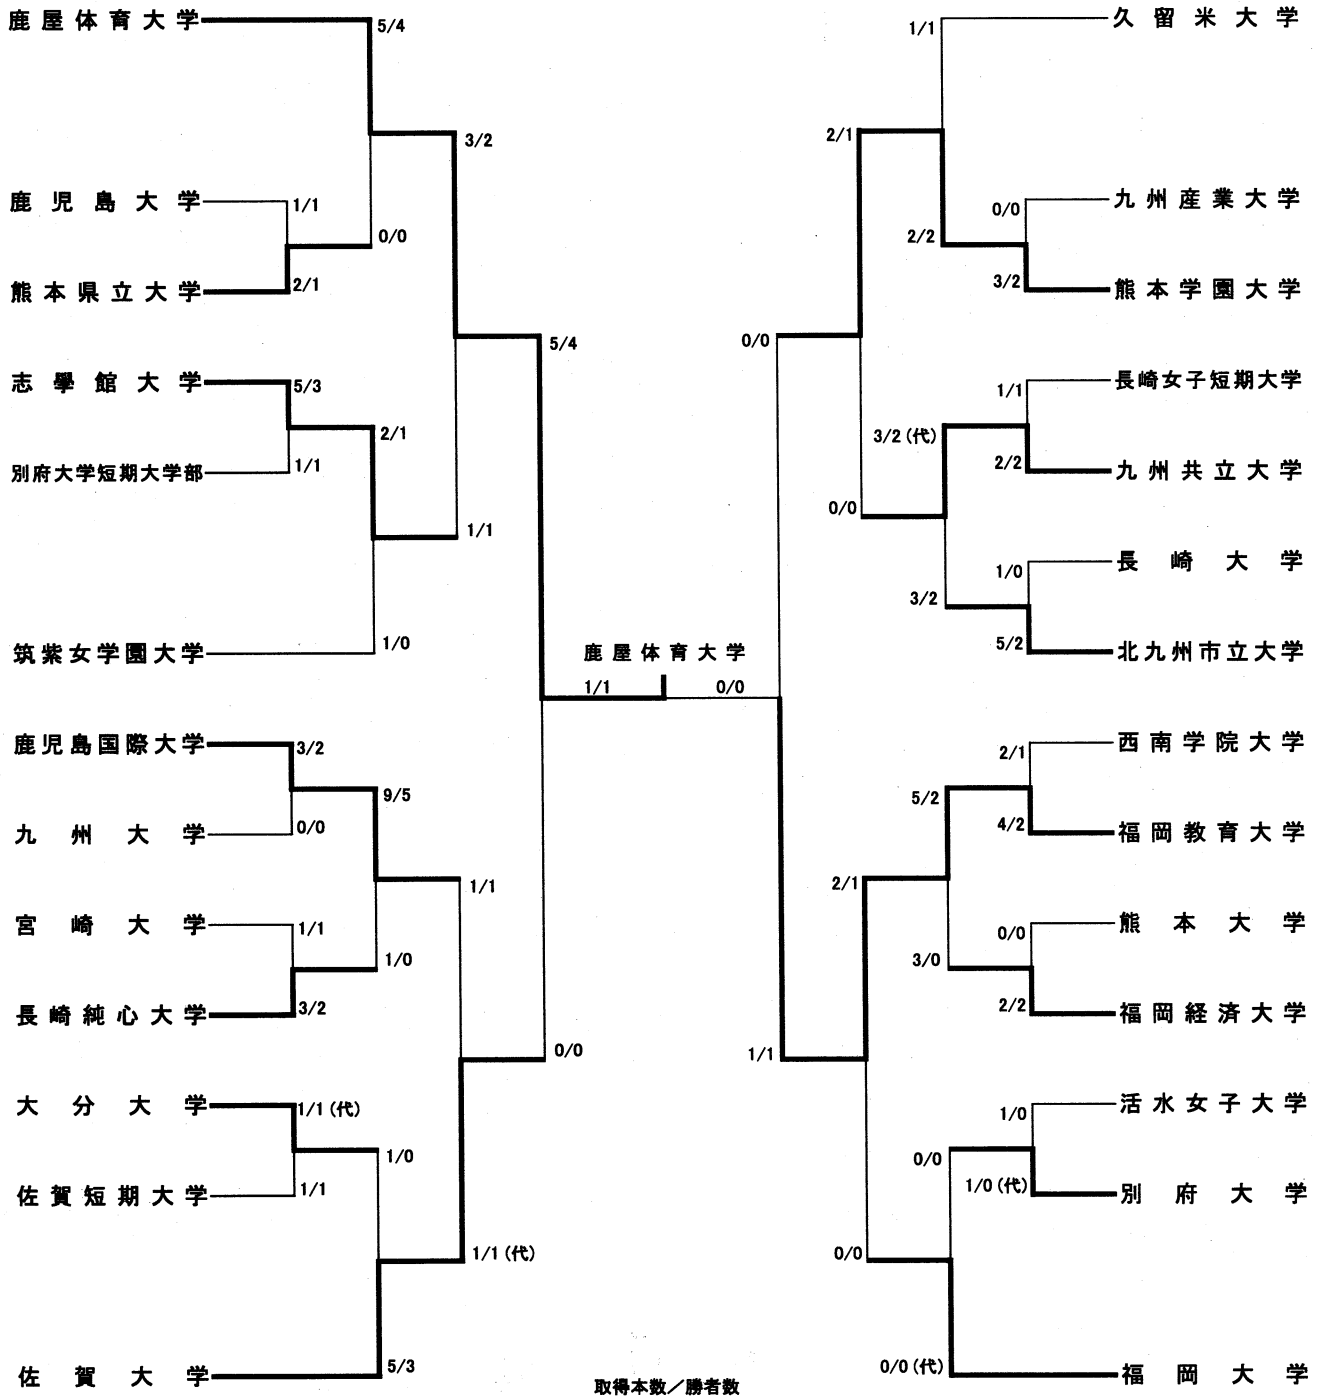 鹿屋体育大学
5/4
3/2
鹿児島大学
1/1
0/0
熊本県立大学
2/1
5/4
志學館大学
5/3
2/1
別府大学短期大学部
1/1
1/1
筑紫女学園大学
1/0
鹿児島国際大学
3/2
9/5
九州大学
0/0
1/1
宮崎大学
1/1
1/0
長崎純心大学
3/2
0/0
大分大学
1/1(代)
1/0
佐賀短期大学
1/1
1/1(代)
佐賀大学
5/3
鹿屋体育大学
1/1
0/0
久留米大学
1/1
2/1
九州産業大学
0/0
2/2
熊本学園大学
3/2
0/0
長崎女子短期大学
1/1
3/2(代)
九州共立大学
2/2
0/0
長崎大学
1/0
3/2
北九州市立大学
5/2
西南学院大学
2/1
5/2
福岡教育大学
4/2
2/1
熊本大学
0/0
3/0
福岡経済大学
2/2
1/1
活水女子大学
1/0
0/0
別府大学
1/0(代)
0/0
福岡大学
0/0(代)
取得本数／勝者数